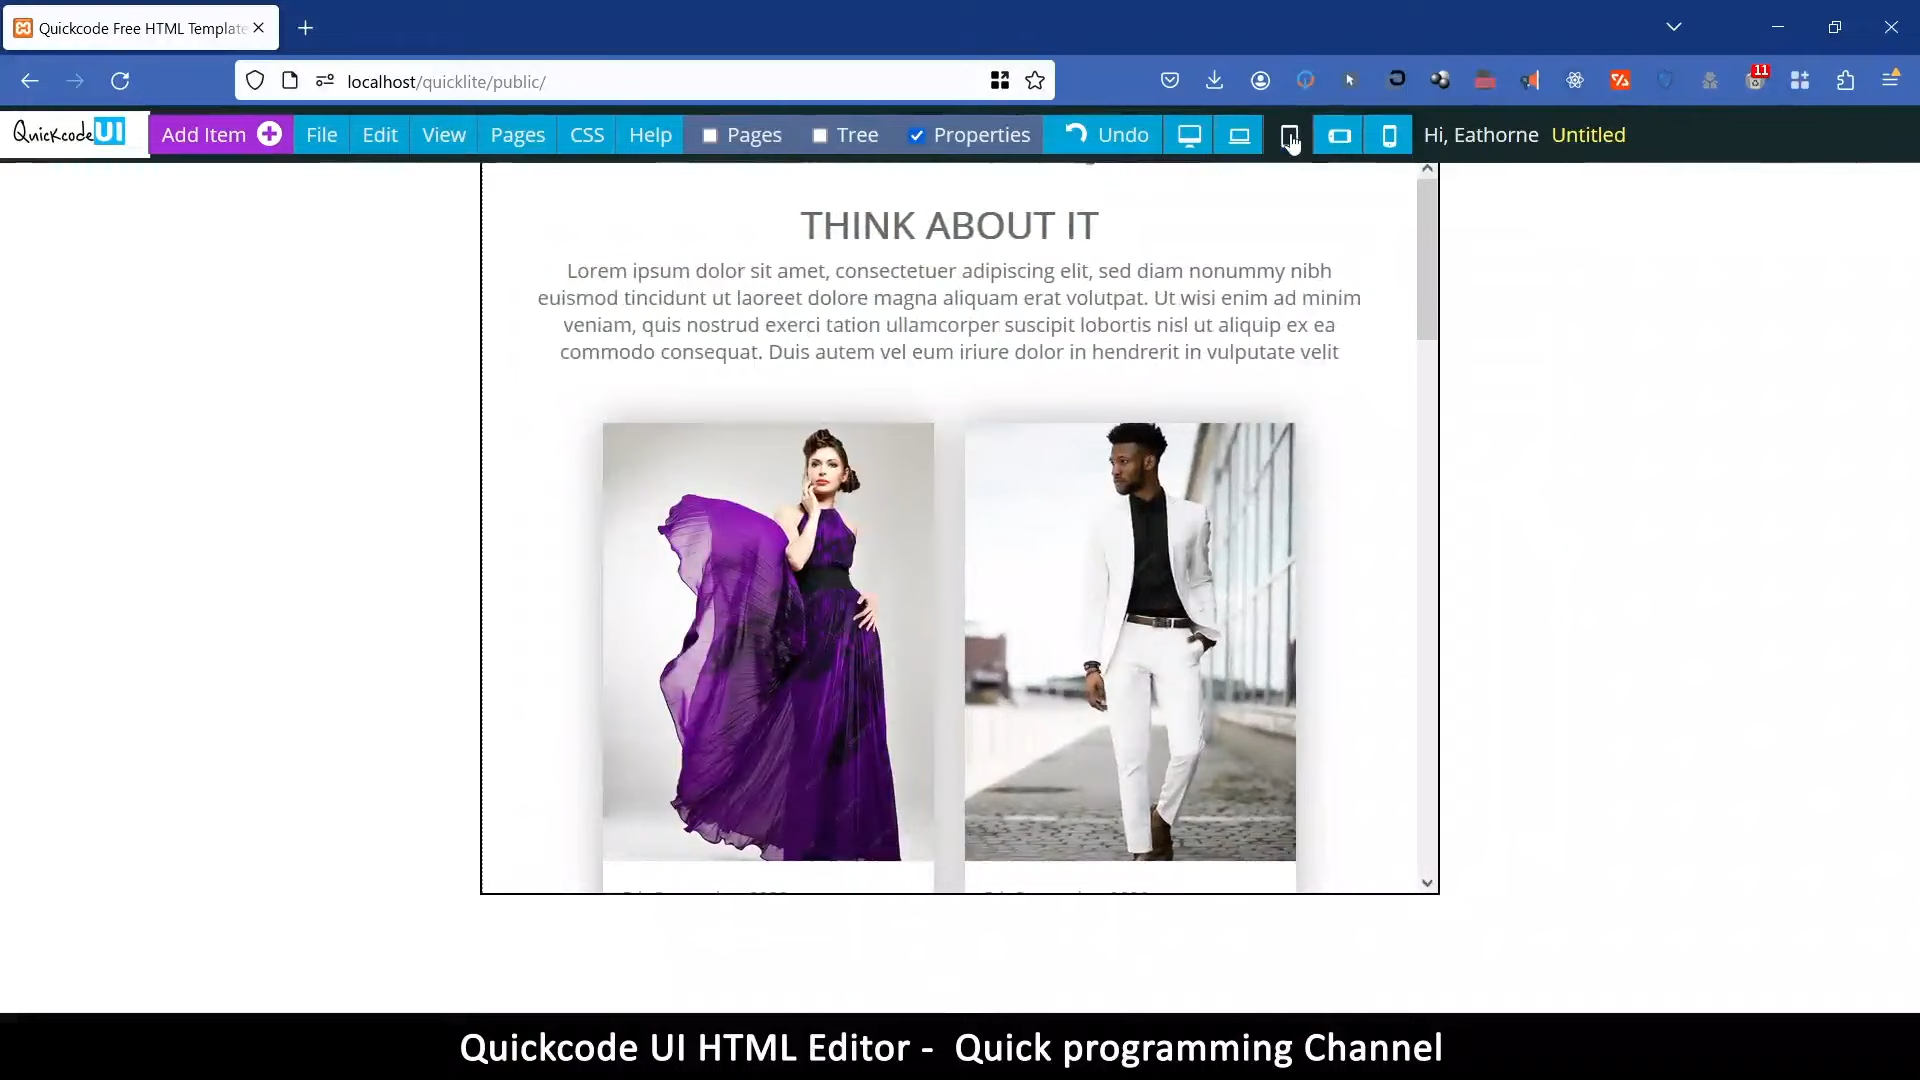 Quickcode Free HTML Template
localhost/quicklite/public/
11
QuickcodeUI
Add Item
File
Edit
View
Pages
CSS
Help
Pages
Tree
Properties
Undo
Hi, Eathorne
Untitled
THINK ABOUT IT
Lorem ipsum dolor sit amet, consectetuer adipiscing elit, sed diam nonummy nibh
euismod tincidunt ut laoreet dolore magna aliquam erat volutpat. Ut wisi enim ad minim
veniam, quis nostrud exerci tation ullamcorper suscipit lobortis nisl ut aliquip ex ea
commodo consequat. Duis autem vel eum iriure dolor in hendrerit in vulputate velit
Quickcode UI HTML Editor - Quick programming Channel